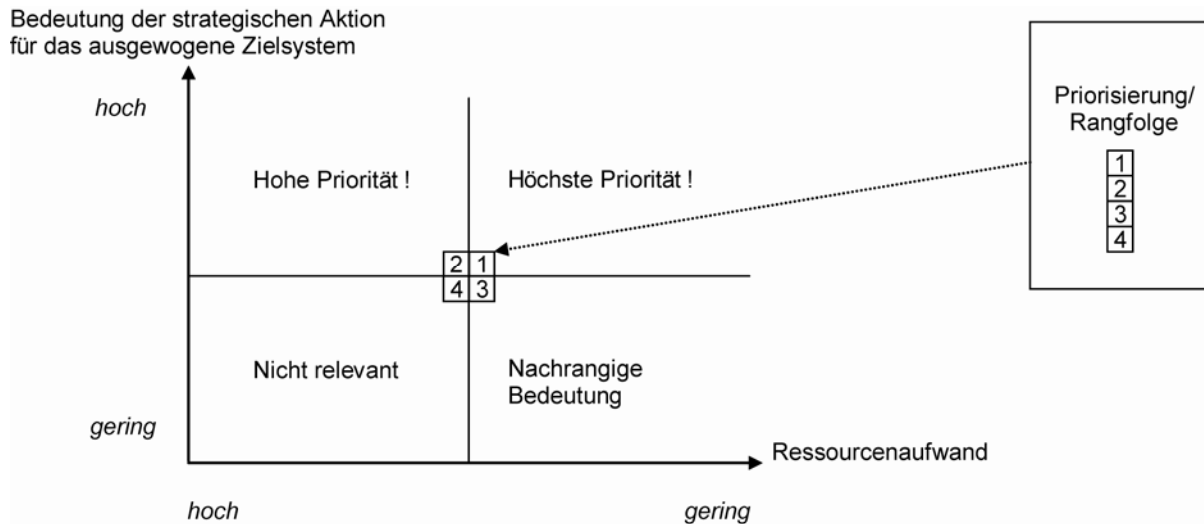 Bedeutung der strategischen Aktion
für das ausgewogene Zielsystem
hoch
Hohe Priorität !
Höchste Priorität !
2 1
4 3
Nicht relevant
Nachrangige
Bedeutung
gering
Ressourcenaufwand
hoch
gering
Priorisierung/
Rangfolge
1
2
3
4